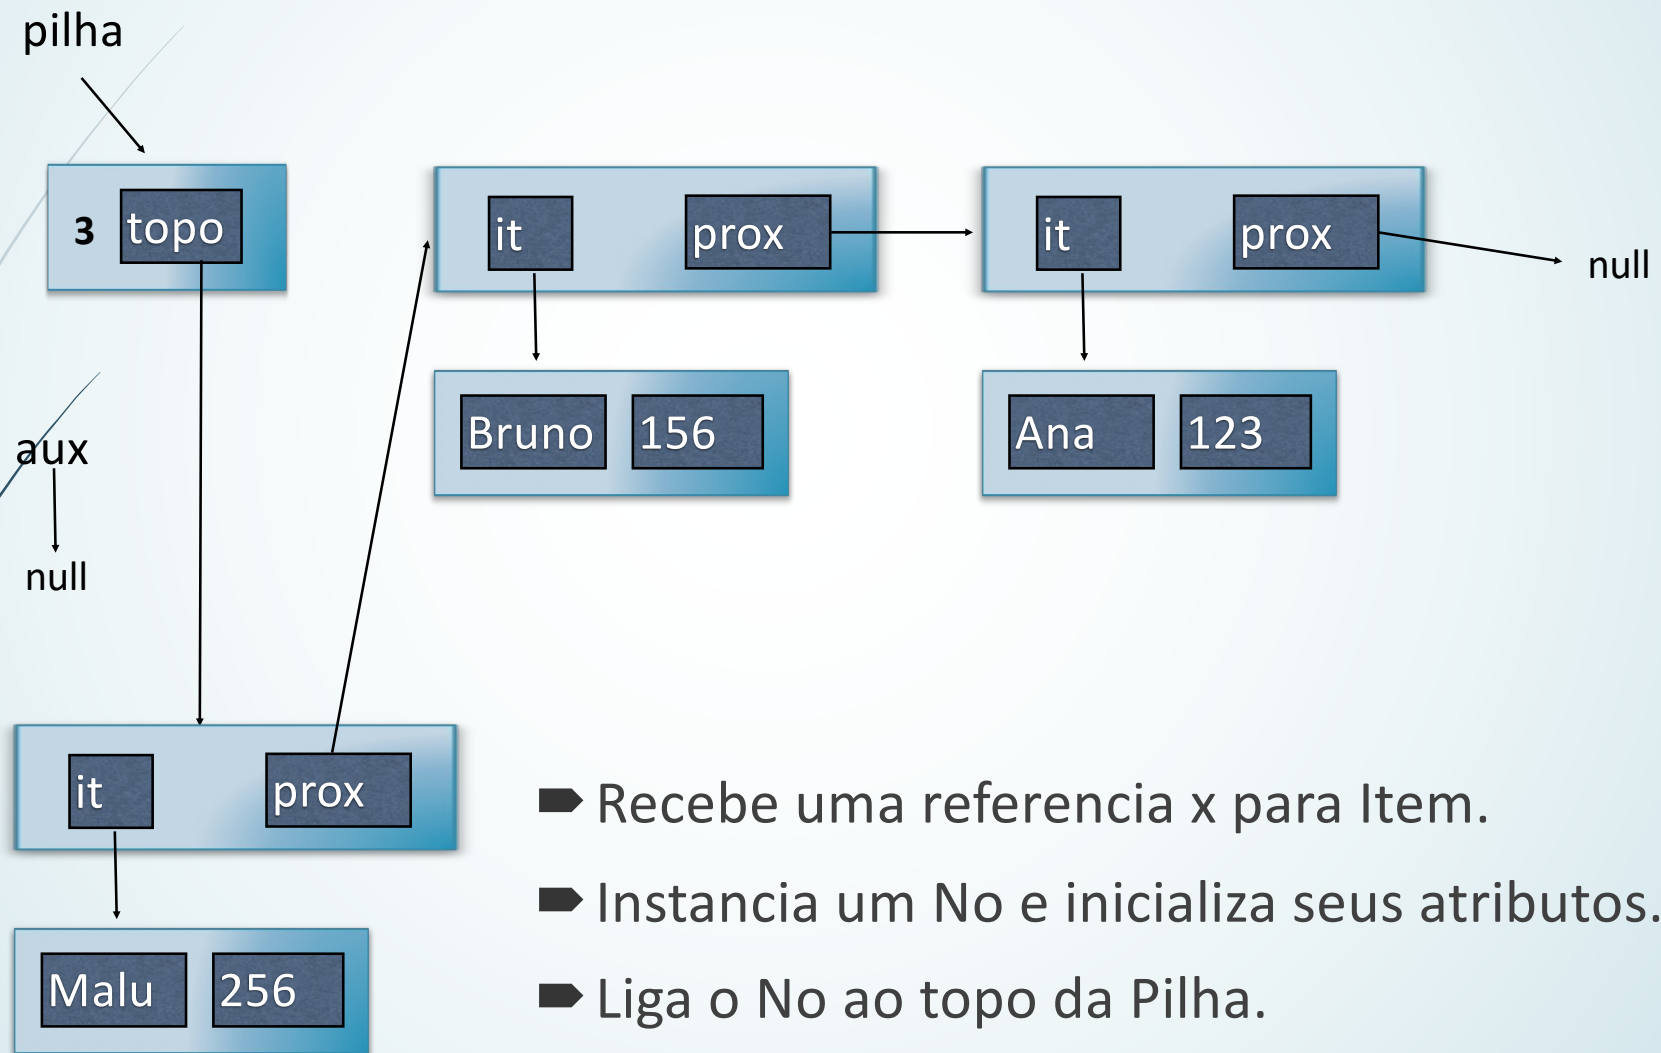 pilha
3 topo
it prox
it prox
null
Bruno 156
Ana 123
aux
null
it prox
Malu 256
Recebe uma referencia x para Item.
Instancia um No e inicializa seus atributos.
Liga o No ao topo da Pilha.